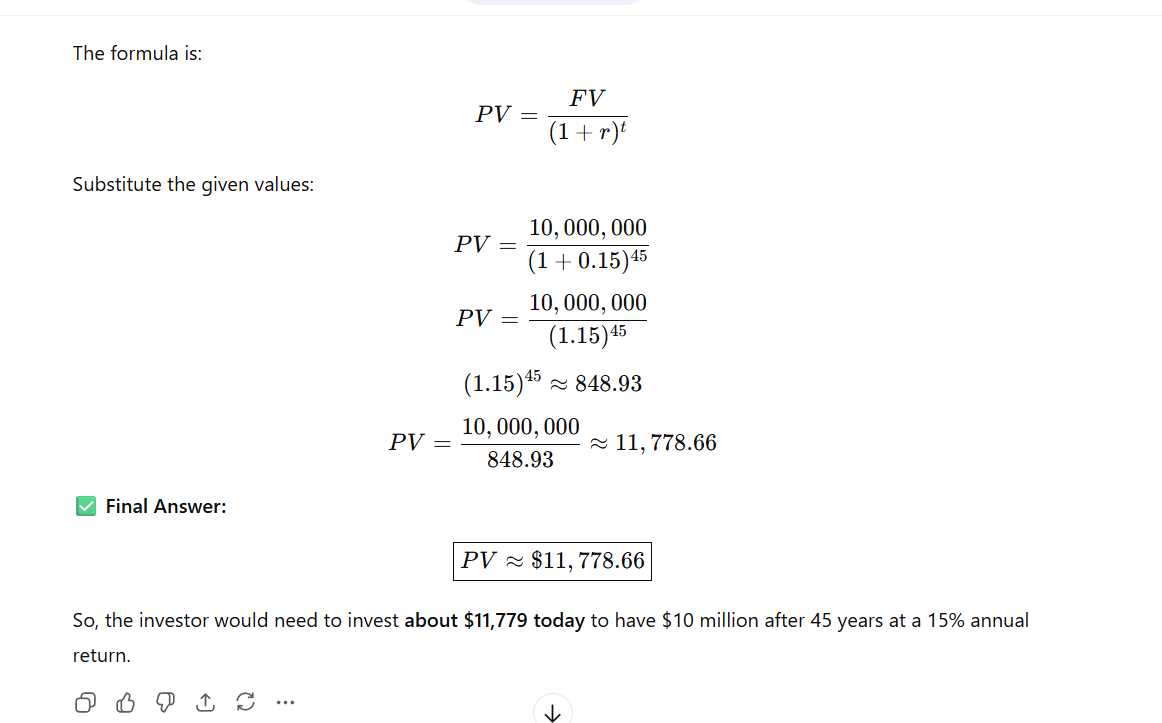 The formula is:
PV = FV / (1 + r)^t
Substitute the given values:
PV = 10,000,000 / (1 + 0.15)^45
PV = 10,000,000 / (1.15)^45
(1.15)^45 ≈ 848.93
PV = 10,000,000 / 848.93 ≈ 11,778.66
✅ Final Answer:
PV ≈ $11,778.66
So, the investor would need to invest about $11,779 today to have $10 million after 45 years at a 15% annual
return.